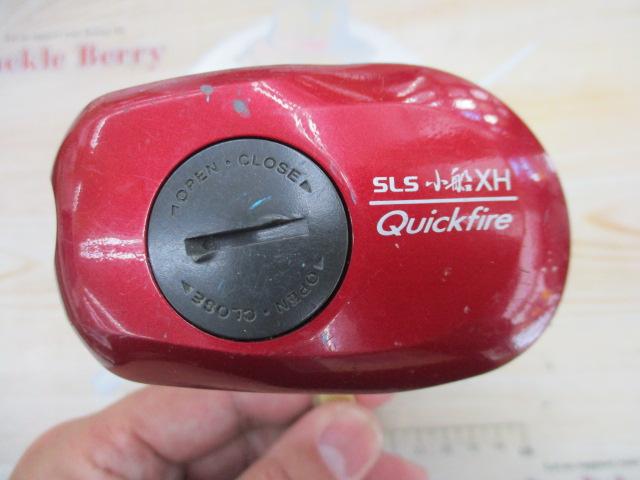 ckle Berry
OPEN · CLOSE
OPEN · CLOSE
SLS 小船XH
Quickfire